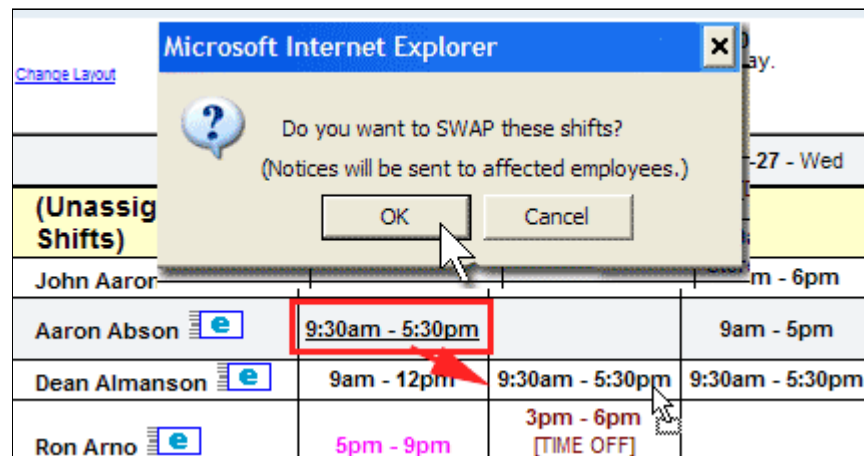 Microsoft Internet Explorer
ay.
Change Layout
Do you want to SWAP these shifts?
(Notices will be sent to affected employees.)
-27 - Wed
OK Cancel
(Unassig
Shifts)
John Aaron m - 6pm
Aaron Abson 9:30am - 5:30pm 9am - 5pm
Dean Almanson 9am - 12pm 9:30am - 5:30pm 9:30am - 5:30pm
3pm - 6pm
Ron Arno 5pm - 9pm [TIME OFF]